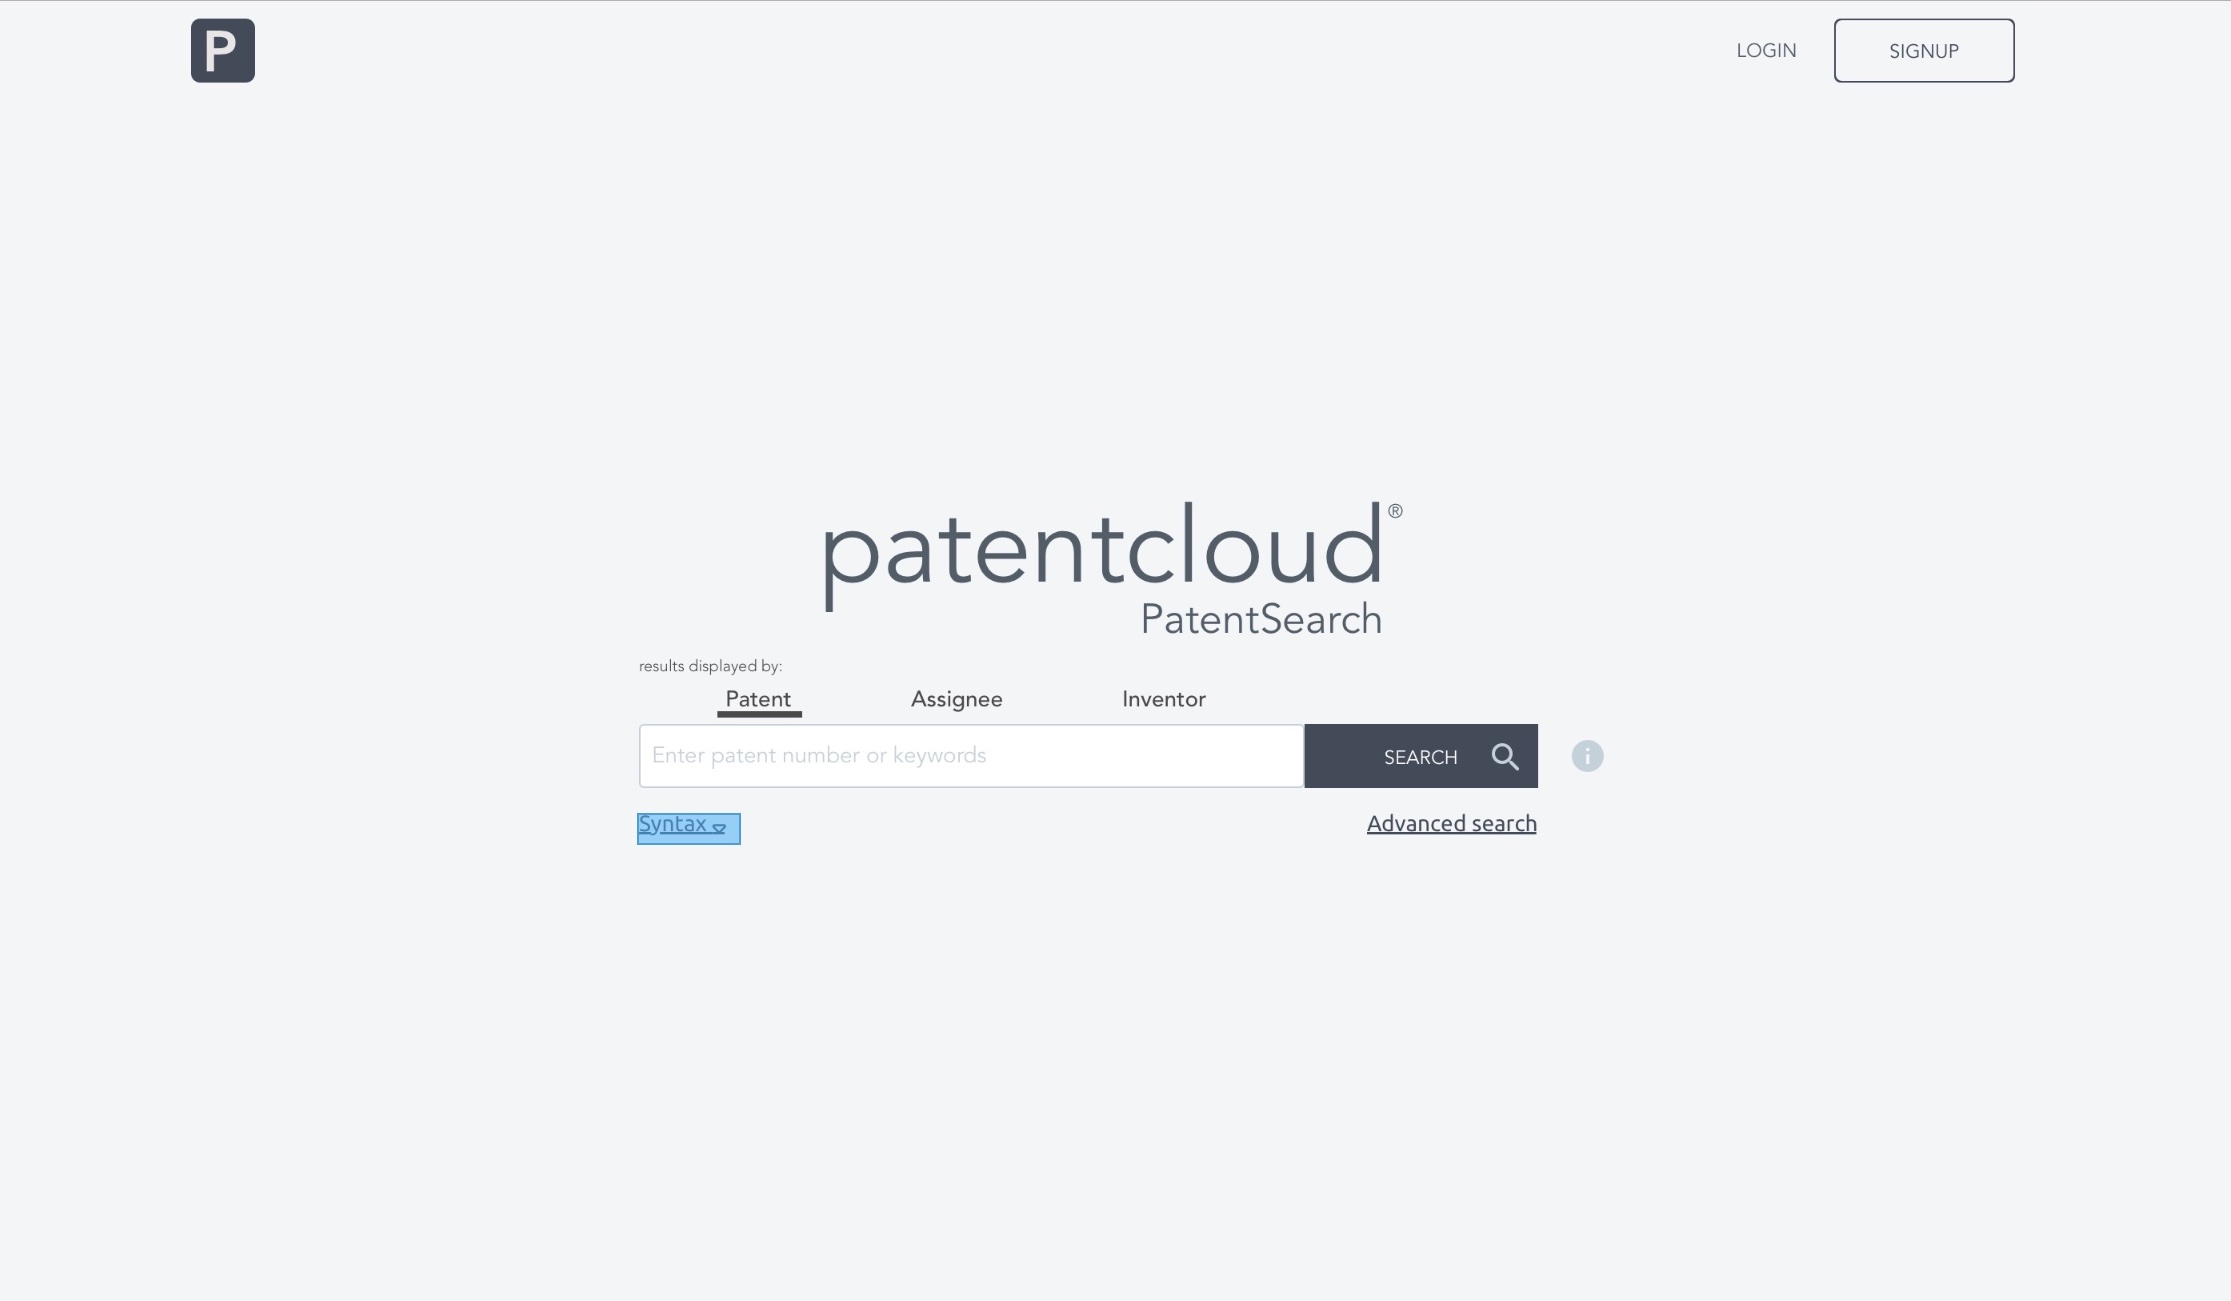 P
LOGIN
SIGNUP
patentcloud®
PatentSearch
results displayed by:
Patent
Assignee
Inventor
Enter patent number or keywords
SEARCH
i
Syntax
Advanced search